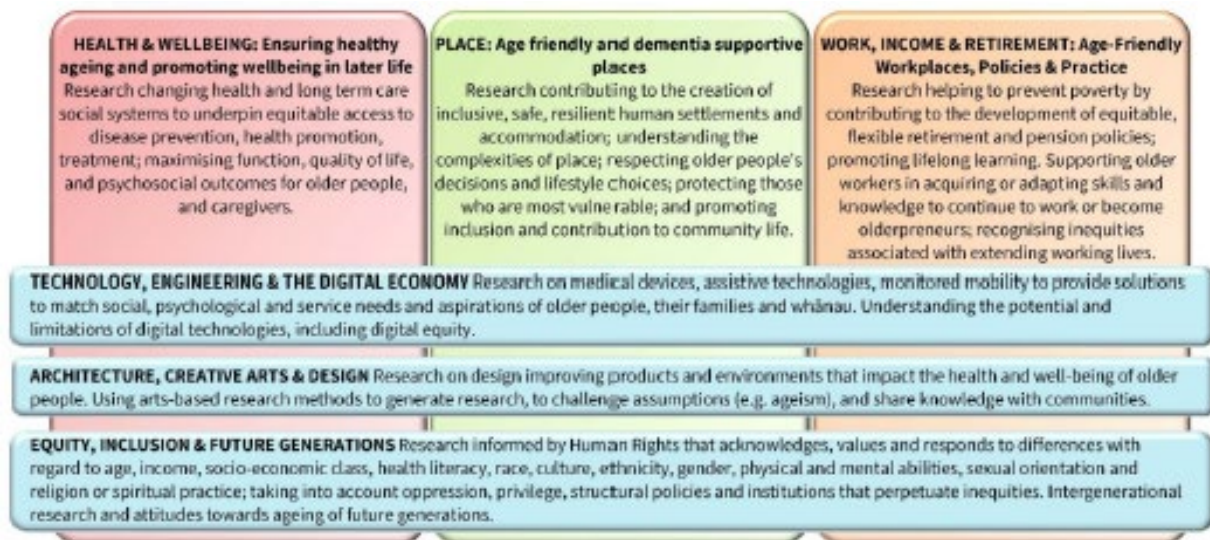 HEALTH & WELLBEING: Ensuring healthy
ageing and promoting wellbeing in later life
Research changing health and long term care
social systems to underpin equitable access to
disease prevention, health promotion,
treatment; maximising function, quality of life,
and psychosocial outcomes for older people,
and caregivers.
PLACE: Age friendly and dementia supportive
places
Research contributing to the creation of
inclusive, safe, resilient human settlements and
accommodation; understanding the
complexities of place; respecting older people's
decisions and lifestyle choices; protecting those
who are most vulnerable; and promoting
inclusion and contribution to community life.
WORK, INCOME & RETIREMENT: Age-Friendly
Workplaces, Policies & Practice
Research helping to prevent poverty by
contributing to the development of equitable,
flexible retirement and pension policies;
promoting lifelong learning. Supporting older
workers in acquiring or adapting skills and
knowledge to continue to work or become
olderpreneurs; recognising inequities
associated with extending working lives.
TECHNOLOGY, ENGINEERING & THE DIGITAL ECONOMY Research on medical devices, assistive technologies, monitored mobility to provide solutions
to match social, psychological and service needs and aspirations of older people, their families and whānau. Understanding the potential and
limitations of digital technologies, including digital equity.
ARCHITECTURE, CREATIVE ARTS & DESIGN Research on design improving products and environments that impact the health and well-being of older
people. Using arts-based research methods to generate research, to challenge assumptions (e.g. ageism), and share knowledge with communities.
EQUITY, INCLUSION & FUTURE GENERATIONS Research informed by Human Rights that acknowledges, values and responds to differences with
regard to age, income, socio-economic class, health literacy, race, culture, ethnicity, gender, physical and mental abilities, sexual orientation and
religion or spiritual practice; taking into account oppression, privilege, structural policies and institutions that perpetuate inequities. Intergenerational
research and attitudes towards ageing of future generations.